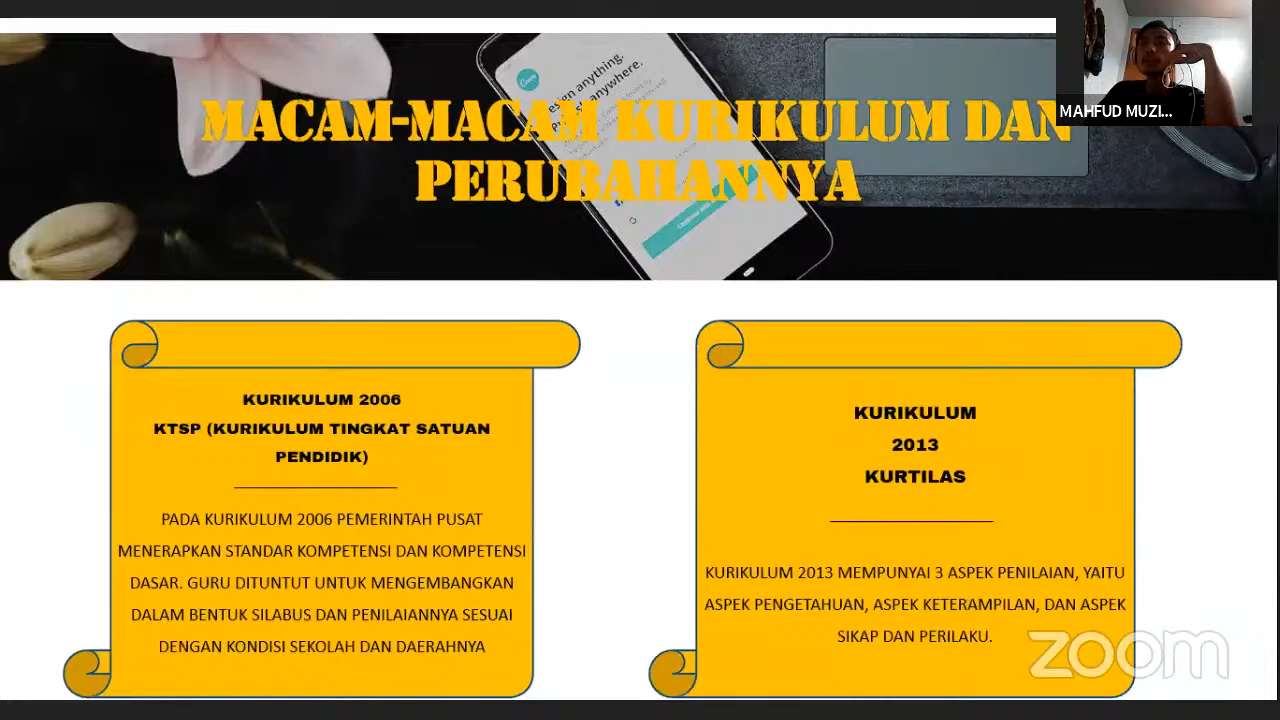 MACAM-MACAM KURIKULUM DAN
PERUBAHANNYA
MAHFUD MUZI...
KURIKULUM 2006
KTSP (KURIKULUM TINGKAT SATUAN
PENDIDIK)
PADA KURIKULUM 2006 PEMERINTAH PUSAT
MENERAPKAN STANDAR KOMPETENSI DAN KOMPETENSI
DASAR. GURU DITUNTUT UNTUK MENGEMBANGKAN
DALAM BENTUK SILABUS DAN PENILAIANNYA SESUAI
DENGAN KONDISI SEKOLAH DAN DAERAHNYA
KURIKULUM
2013
KURTILAS
KURIKULUM 2013 MEMPUNYAI 3 ASPEK PENILAIAN, YAITU
ASPEK PENGETAHUAN, ASPEK KETERAMPILAN, DAN ASPEK
SIKAP DAN PERILAKU.
zoom